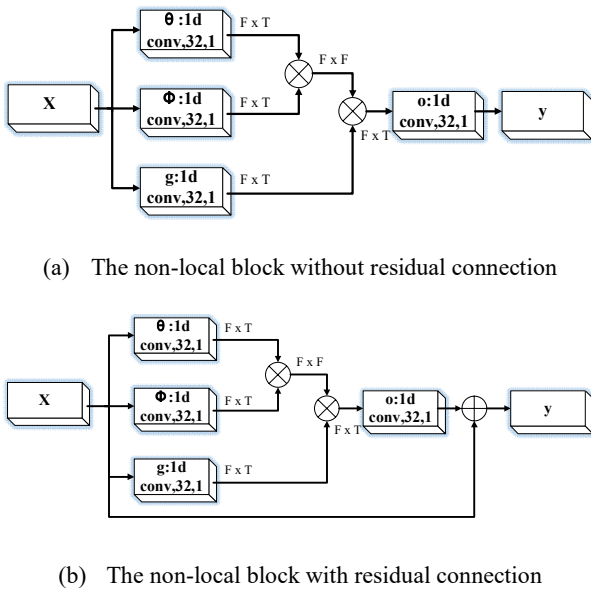 θ:1d
conv,32,1
F x T
F x F
X
Φ:1d
conv,32,1
F x T
o:1d
conv,32,1
y
F x T
g:1d
conv,32,1
F x T
(a) The non-local block without residual connection
θ:1d
conv,32,1
F x T
F x F
X
Φ:1d
conv,32,1
F x T
o:1d
conv,32,1
y
F x T
g:1d
conv,32,1
F x T
(b) The non-local block with residual connection